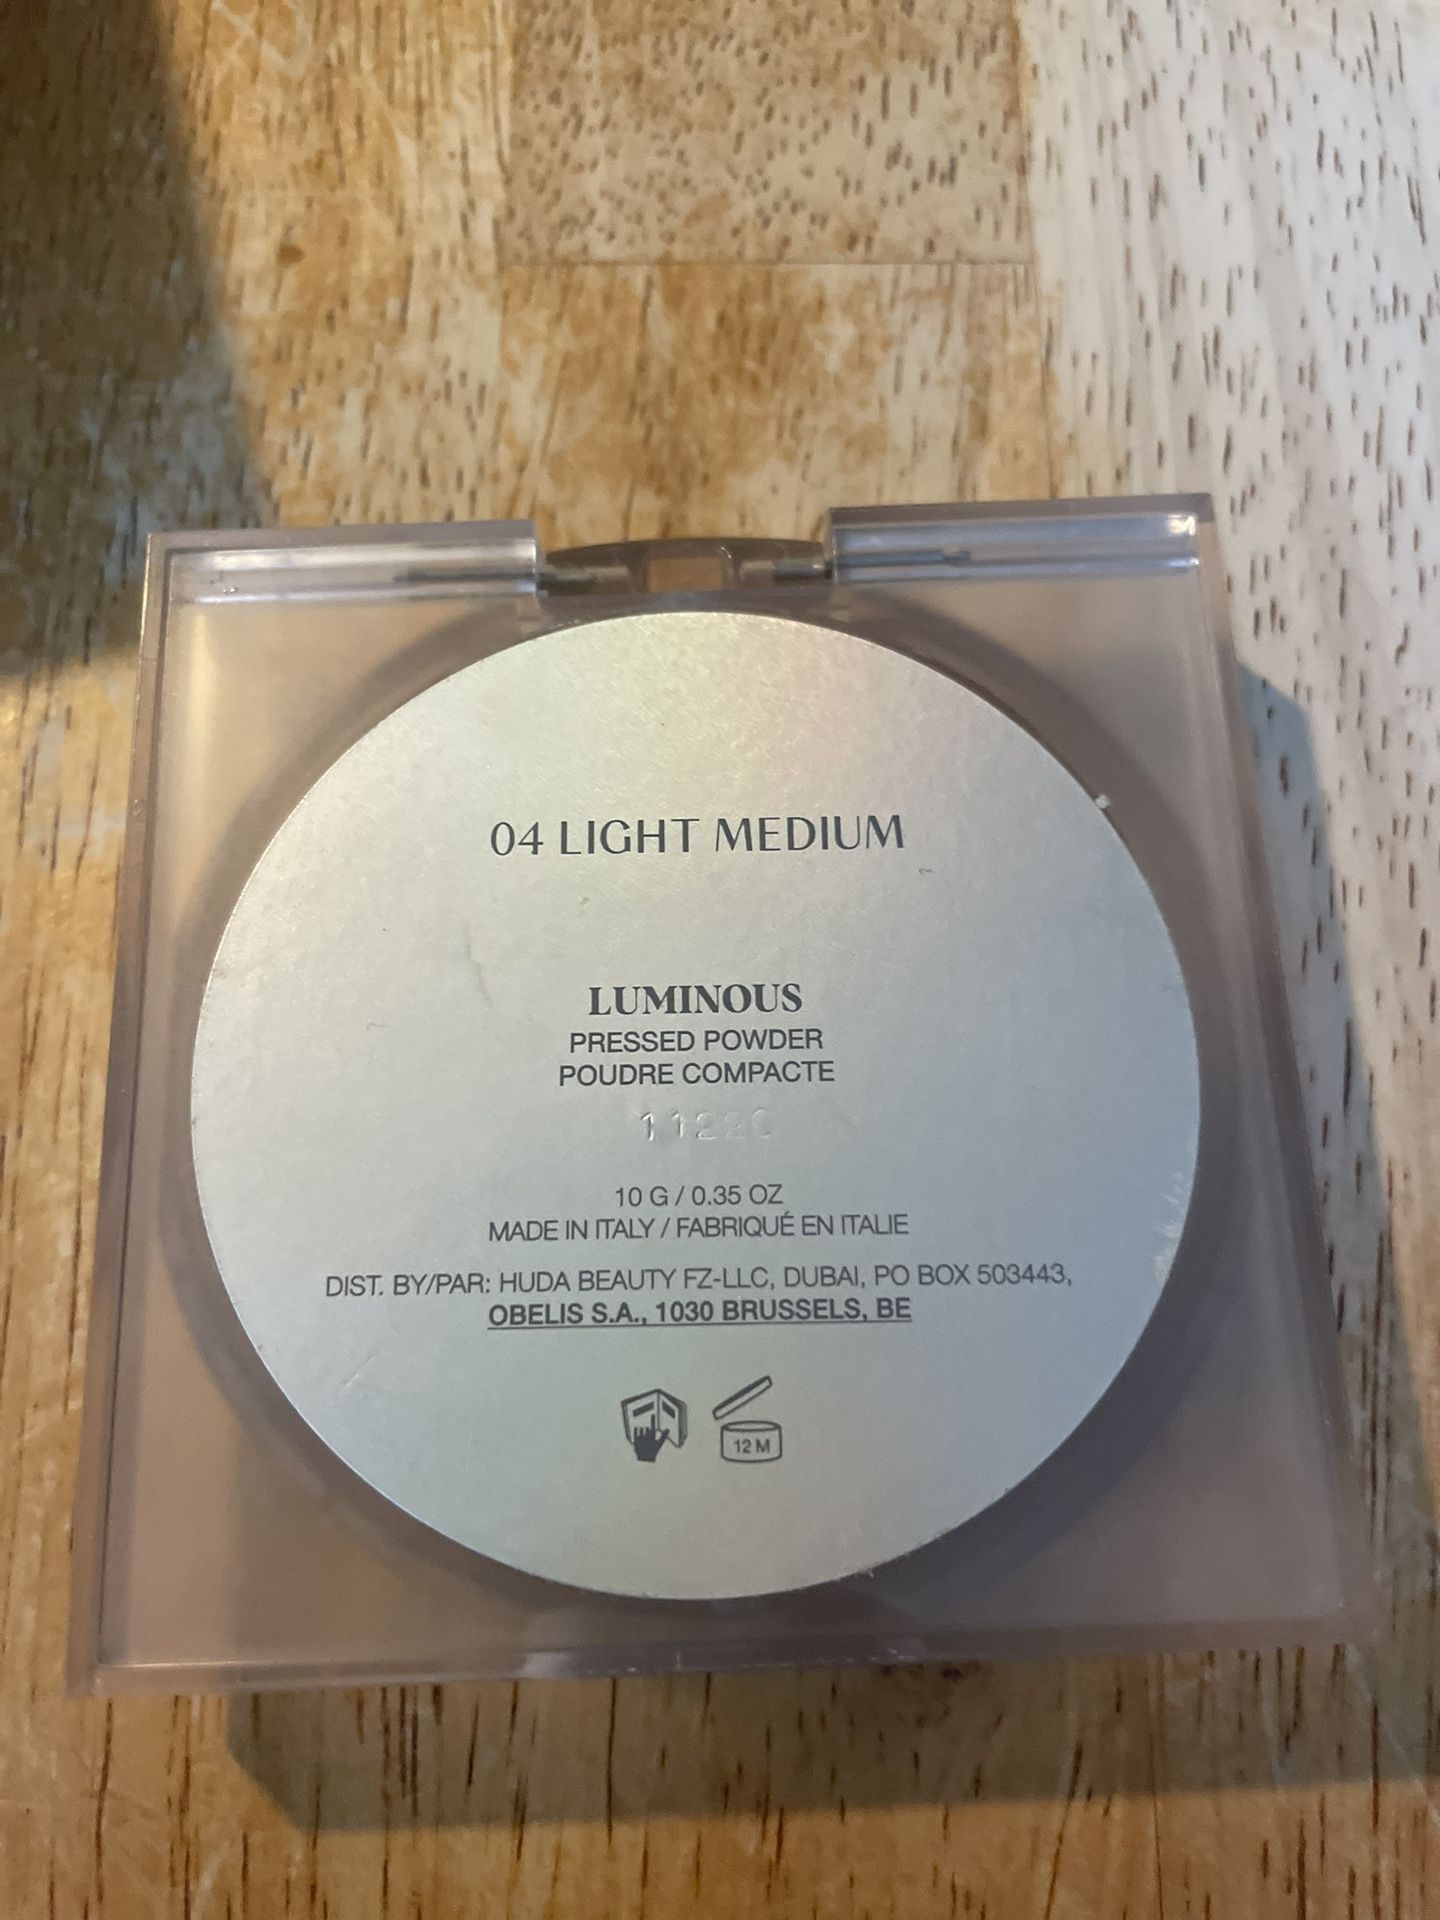 04 LIGHT MEDIUM
LUMINOUS
PRESSED POWDER
POUDRE COMPACTE
10 G / 0.35 OZ
MADE IN ITALY / FABRIQUÉ EN ITALIE
DIST. BY/PAR: HUDA BEAUTY FZ-LLC, DUBAI, PO BOX 503443,
OBELIS S.A., 1030 BRUSSELS, BE
12 M